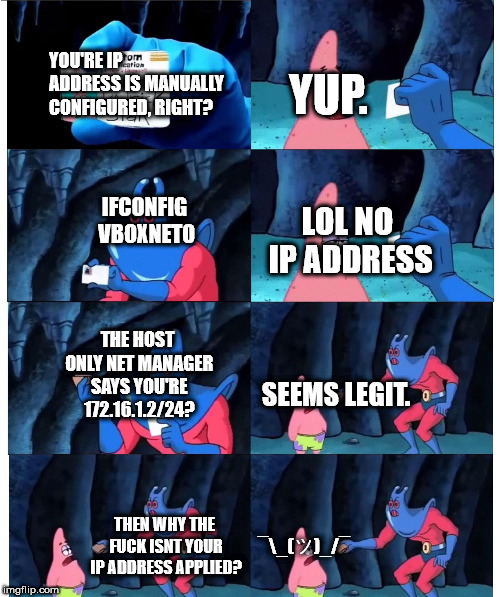 YOU'RE IP
ADDRESS IS MANUALLY
CONFIGURED, RIGHT?
YUP.
IFCONFIG
VBOXNET0
LOL NO
IP ADDRESS
THE HOST
ONLY NET MANAGER
SAYS YOU'RE
172.16.1.2/24?
SEEMS LEGIT.
THEN WHY THE
FUCK ISNT YOUR
IP ADDRESS APPLIED?
¯\_(ツ)_/¯
imgflip.com